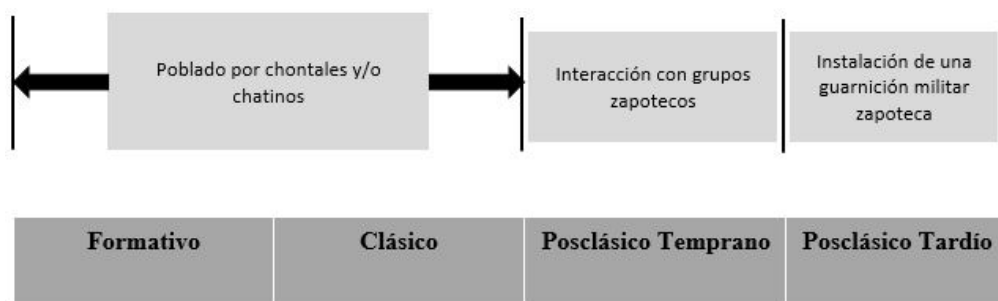 Poblado por chontales y/o
chatinos
Interacción con grupos
zapotecos
Instalación de una
guarnición militar
zapoteca
Formativo
Clásico
Posclásico Temprano
Posclásico Tardío